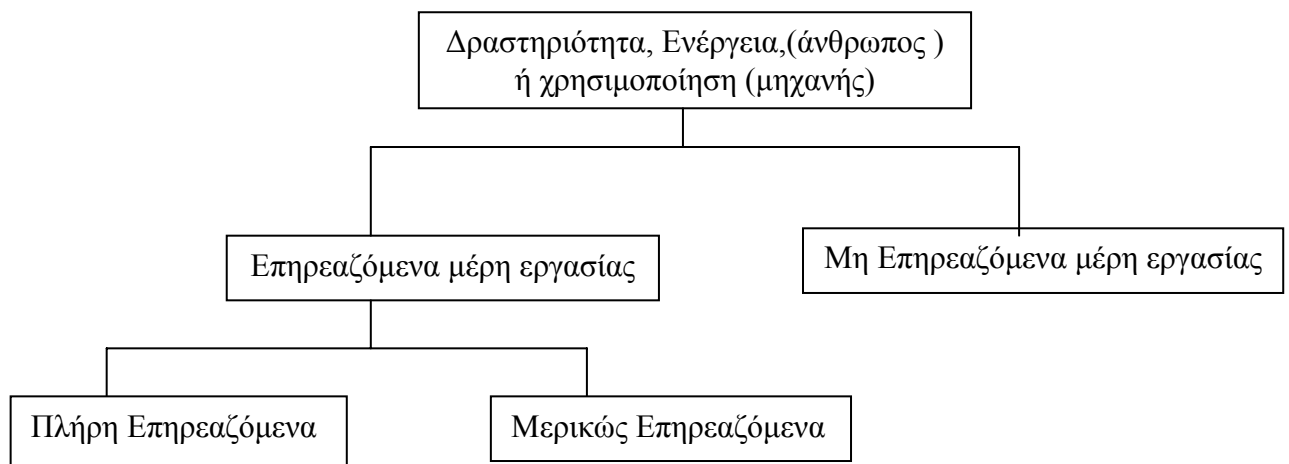 Δραστηριότητα, Ενέργεια,(άνθρωπος )
ή χρησιμοποίηση (μηχανής)
Επηρεαζόμενα μέρη εργασίας
Μη Επηρεαζόμενα μέρη εργασίας
Πλήρη Επηρεαζόμενα
Μερικώς Επηρεαζόμενα